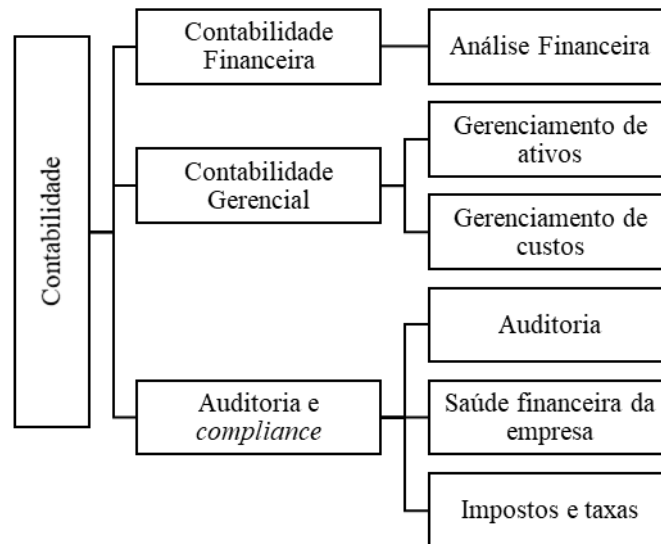 Contabilidade
Contabilidade
Financeira
Análise Financeira
Contabilidade
Gerencial
Gerenciamento de
ativos
Gerenciamento de
custos
Auditoria e
compliance
Auditoria
Saúde financeira da
empresa
Impostos e taxas